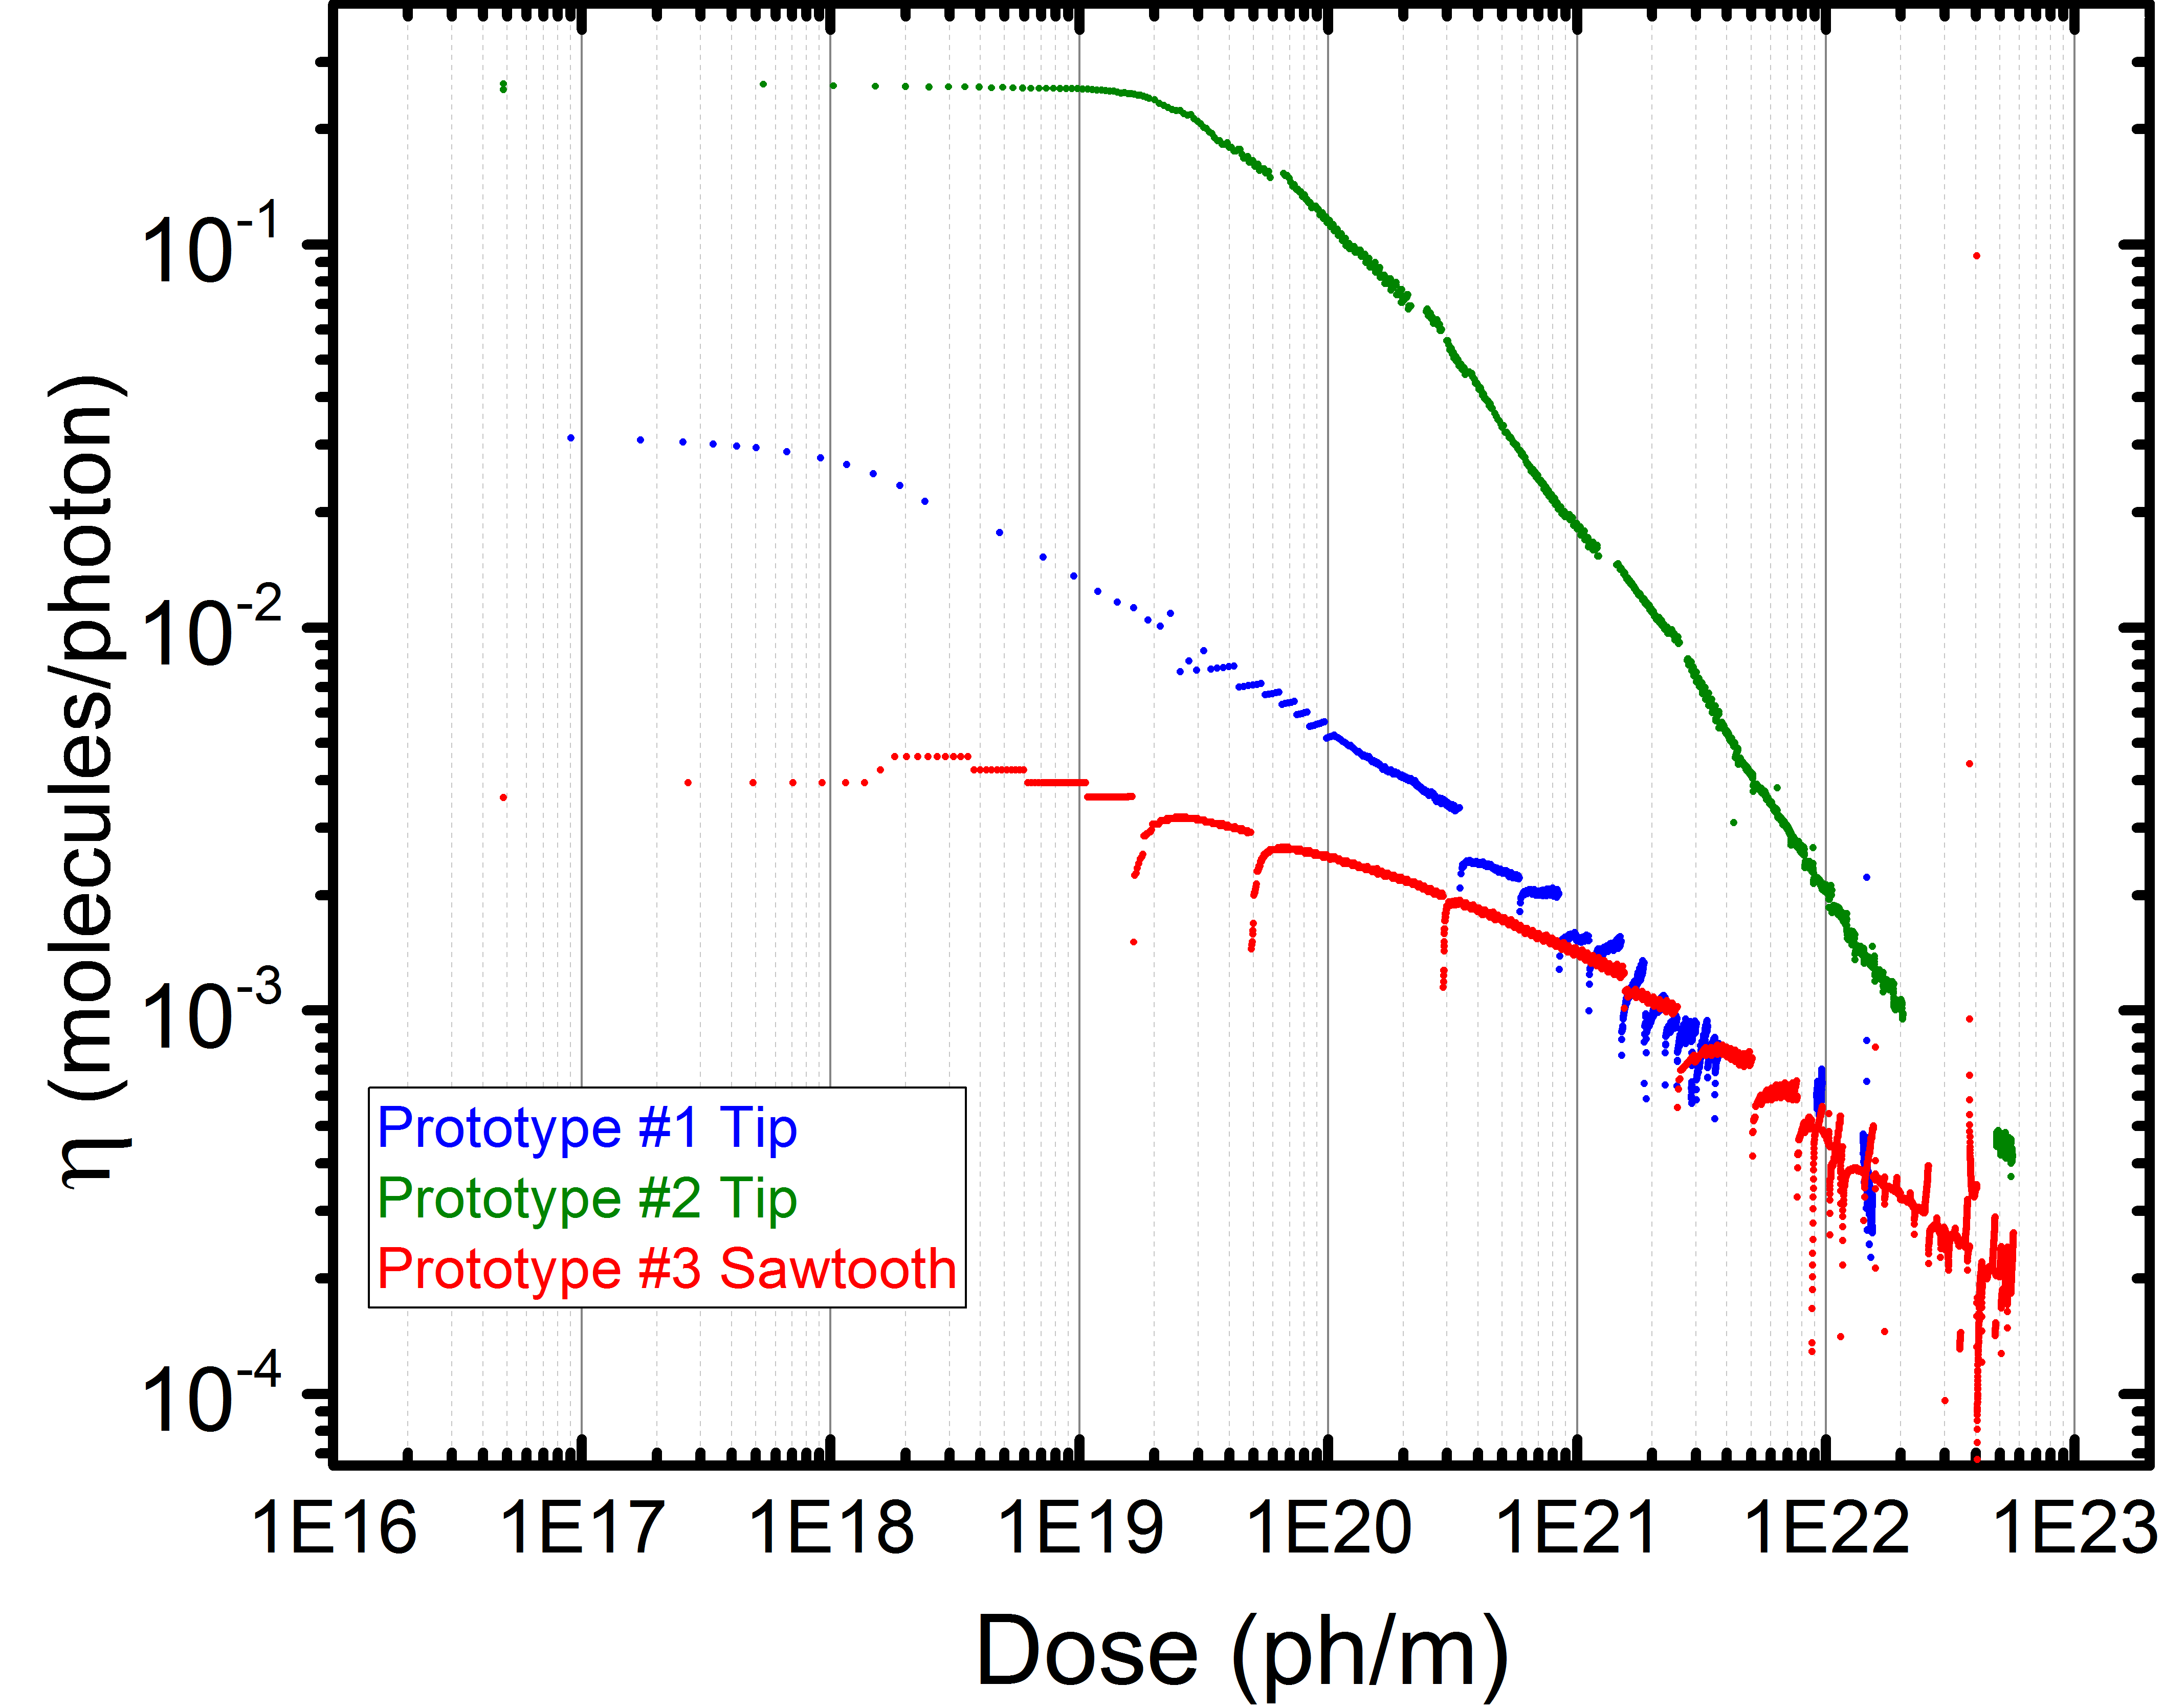 η (molecules/photon)
10^-1
10^-2
10^-3
10^-4
Prototype #1 Tip
Prototype #2 Tip
Prototype #3 Sawtooth
1E16 1E17 1E18 1E19 1E20 1E21 1E22 1E23
Dose (ph/m)